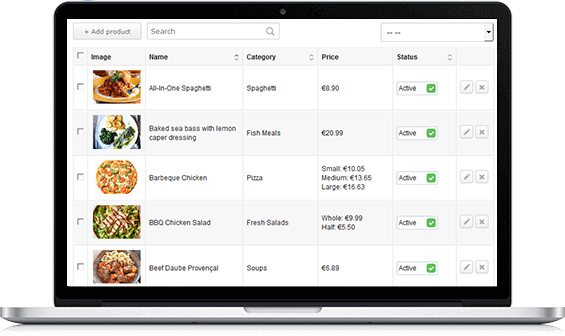 + Add product
Search
-- --
Image
Name
Category
Price
Status
All-In-One Spaghetti
Spaghetti
€8.90
Active
Baked sea bass with lemon
caper dressing
Fish Meals
€20.99
Active
Barbeque Chicken
Pizza
Small: €10.05
Medium: €13.65
Large: €16.63
Active
BBQ Chicken Salad
Fresh Salads
Whole: €9.99
Half: €5.50
Active
Beef Daube Provençal
Soups
€6.89
Active